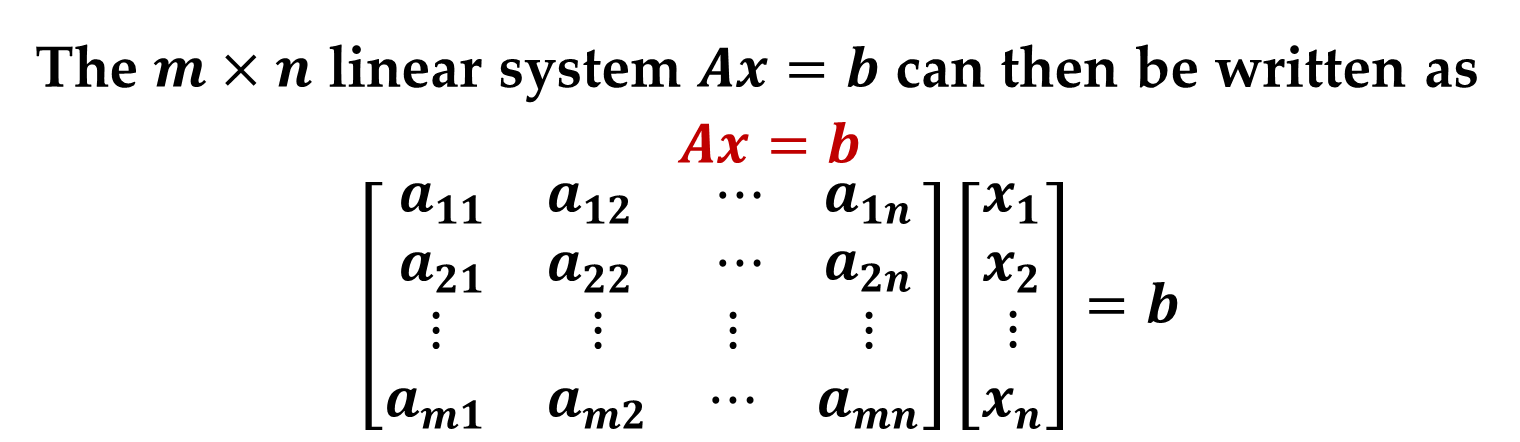 The m × n linear system Ax = b can then be written as
Ax = b
[a₁₁ a₁₂ ⋯ a₁ₙ] [x₁]
[a₂₁ a₂₂ ⋯ a₂ₙ] [x₂]
[⋮ ⋮ ⋮ ⋮] [⋮] = b
[aₘ₁ aₘ₂ ⋯ aₘₙ] [xₙ]